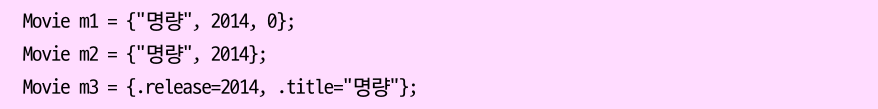 Movie m1 = {"명량", 2014, 0};
Movie m2 = {"명량", 2014};
Movie m3 = {.release=2014, .title="명량"};